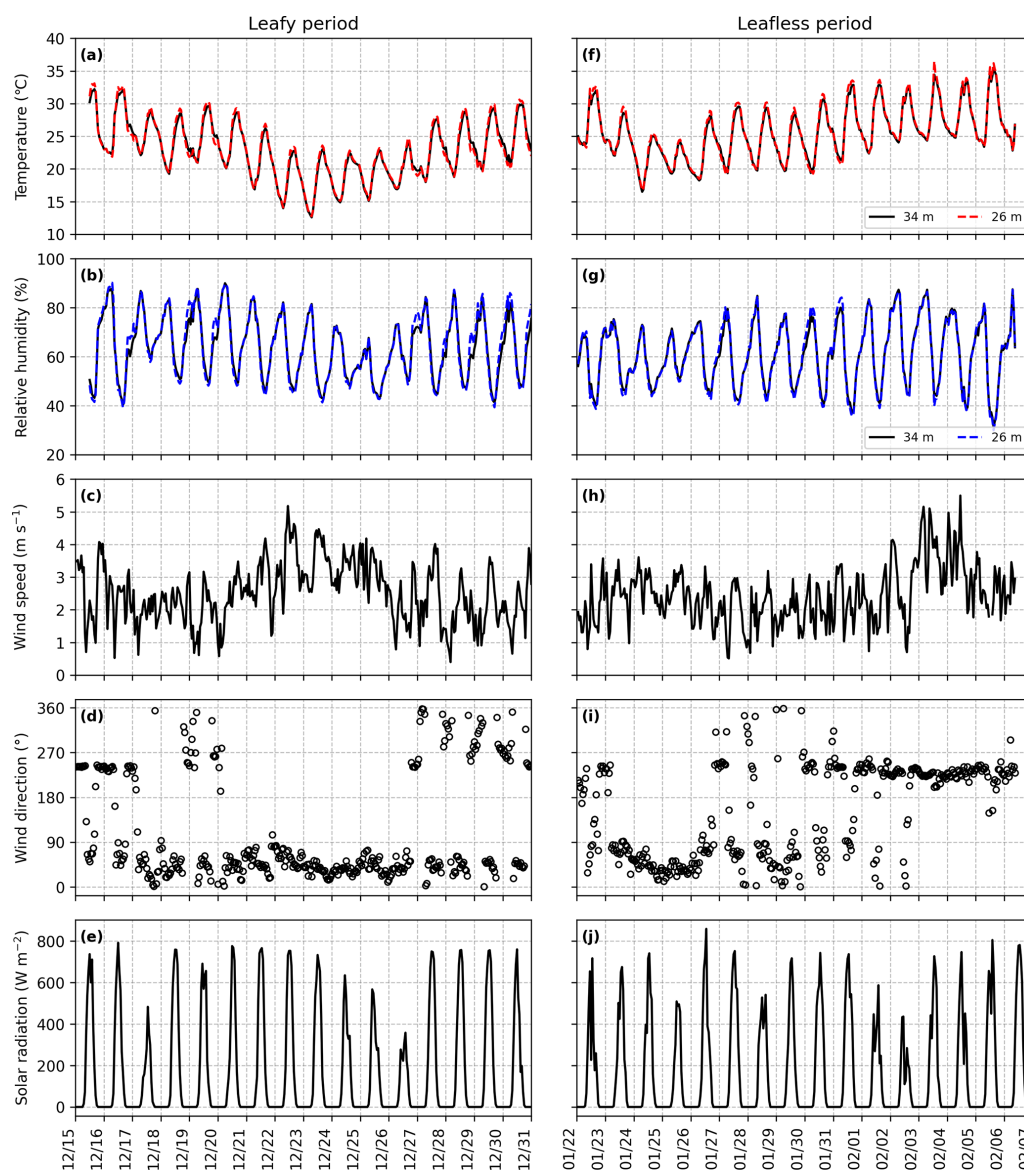 Leafy period
Leafless period
(a)
Temperature (°C)
40
35
30
25
20
15
10
(f)
34 m
26 m
(b)
Relative humidity (%)
100
80
60
40
20
(g)
34 m
26 m
(c)
Wind speed (m s⁻¹)
6
5
4
3
2
1
0
(h)
(d)
Wind direction (°)
360
270
180
90
0
(i)
(e)
Solar radiation (W m⁻²)
800
600
400
200
0
(j)
12/15
12/16
12/17
12/18
12/19
12/20
12/21
12/22
12/23
12/24
12/25
12/26
12/27
12/28
12/29
12/30
12/31
01/22
01/23
01/24
01/25
01/26
01/27
01/28
01/29
01/30
01/31
02/01
02/02
02/03
02/04
02/05
02/06